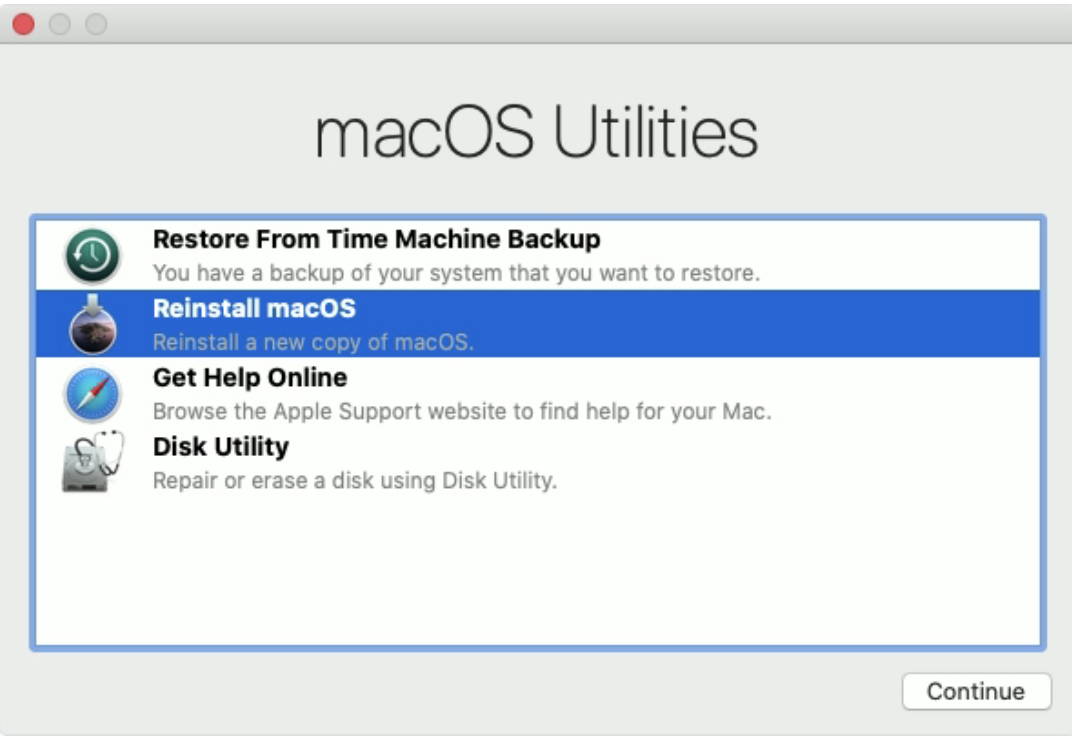 macOS Utilities
Restore From Time Machine Backup
You have a backup of your system that you want to restore.
Reinstall macOS
Reinstall a new copy of macOS.
Get Help Online
Browse the Apple Support website to find help for your Mac.
Disk Utility
Repair or erase a disk using Disk Utility.
Continue